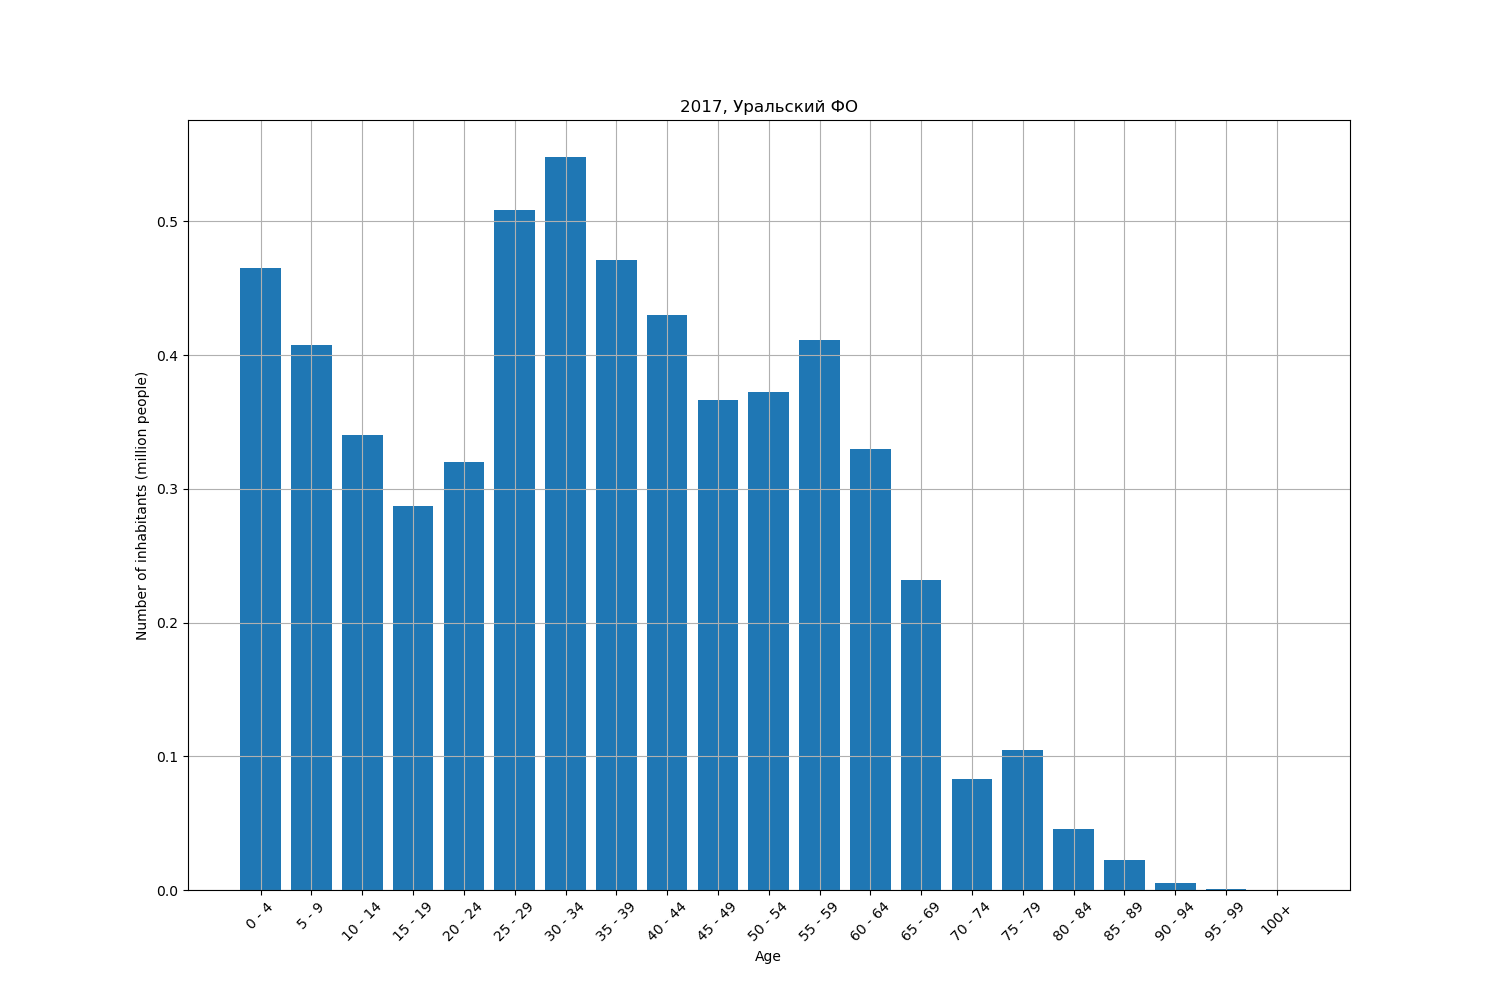 2017, Уральский ФО
Number of inhabitants (million people)
0.5
0.4
0.3
0.2
0.1
0.0
0 - 4
5 - 9
10 - 14
15 - 19
20 - 24
25 - 29
30 - 34
35 - 39
40 - 44
45 - 49
50 - 54
55 - 59
60 - 64
65 - 69
70 - 74
75 - 79
80 - 84
85 - 89
90 - 94
95 - 99
100+
Age